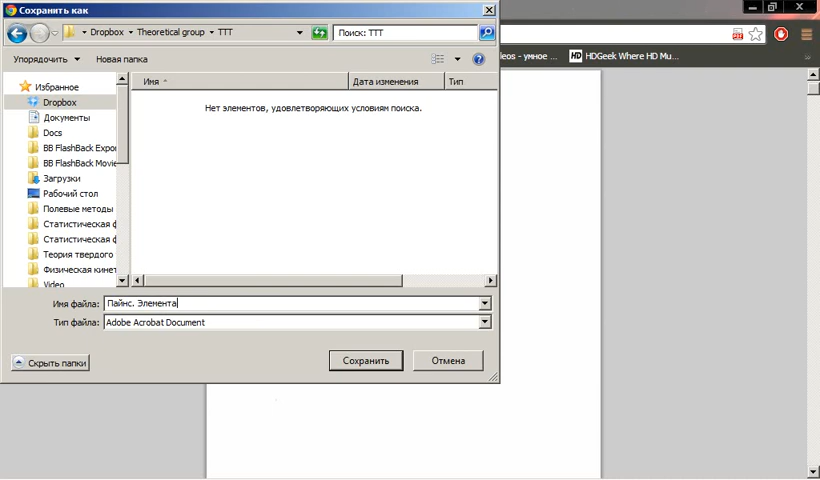 Сохранить как
Dropbox Theoretical group TTT
Поиск: TTT
Упорядочить Новая папка
Имя Дата изменения Тип
Нет элементов, удовлетворяющих условиям поиска.
Избранное
Dropbox
Документы
Docs
BB FlashBack Expo
BB FlashBack Movie
Загрузки
Рабочий стол
Полевые методы
Статистическая ф
Статистическая ф
Теория твердого
Физическая кинет
Video
Имя файла: Пайнс. Элемента
Тип файла: Adobe Acrobat Document
Скрыть папки
Сохранить Отмена
deos - умное ... HD HDGeek Where HD Mu...